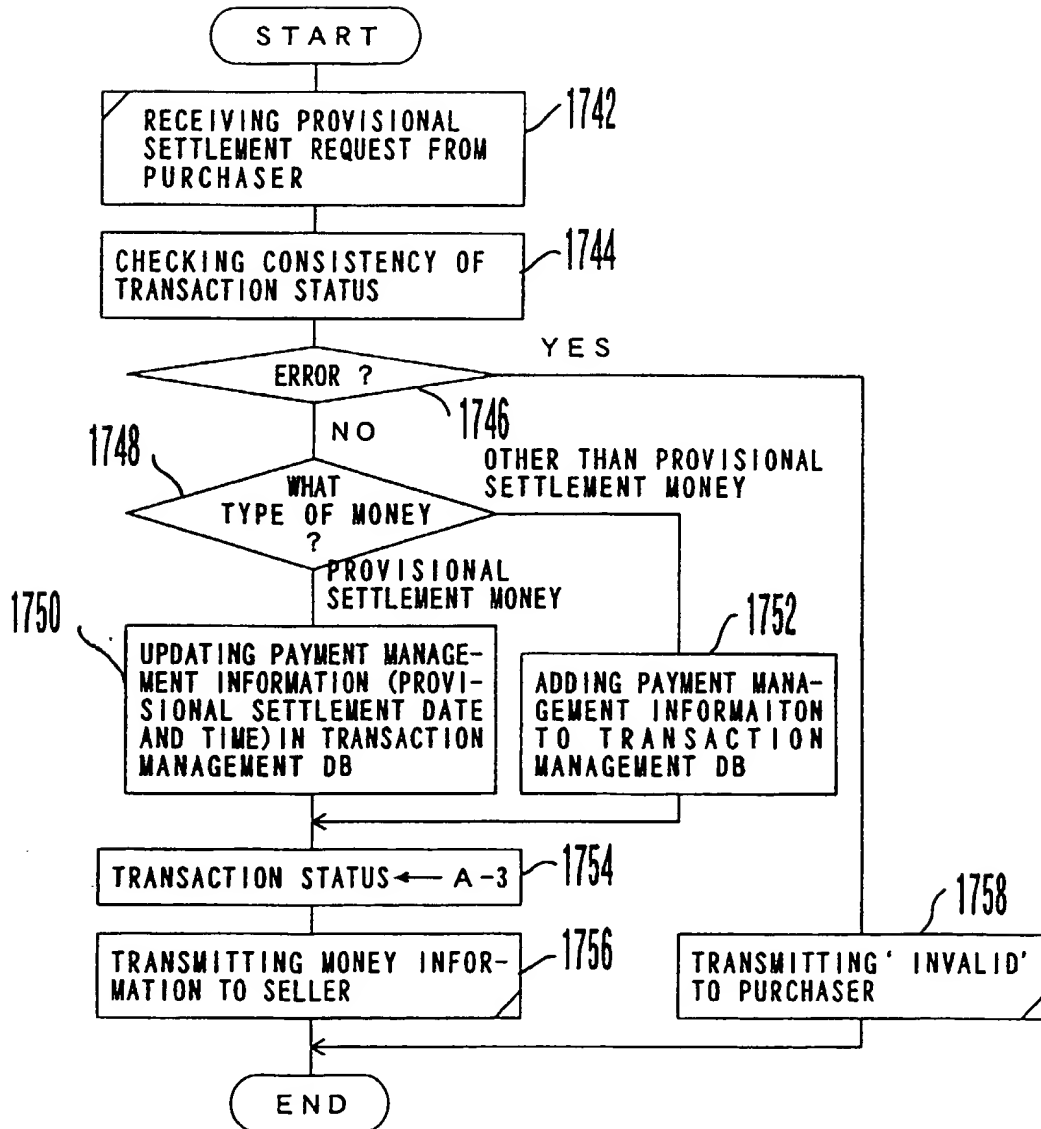 START
RECEIVING PROVISIONAL
SETTLEMENT REQUEST FROM
PURCHASER
1742
CHECKING CONSISTENCY OF
TRANSACTION STATUS
1744
ERROR ?
YES
1746
NO
1748
WHAT
TYPE OF MONEY
?
OTHER THAN PROVISIONAL
SETTLEMENT MONEY
PROVISIONAL
SETTLEMENT MONEY
1750
UPDATING PAYMENT MANAGE-
MENT INFORMATION (PROVI-
SIONAL SETTLEMENT DATE
AND TIME) IN TRANSACTION
MANAGEMENT DB
1752
ADDING PAYMENT MANA-
GEMENT INFORMAITON
TO TRANSACTION
MANAGEMENT DB
TRANSACTION STATUS ← A-3
1754
TRANSMITTING MONEY INFOR-
MATION TO SELLER
1756
1758
TRANSMITTING ' INVALID'
TO PURCHASER
END